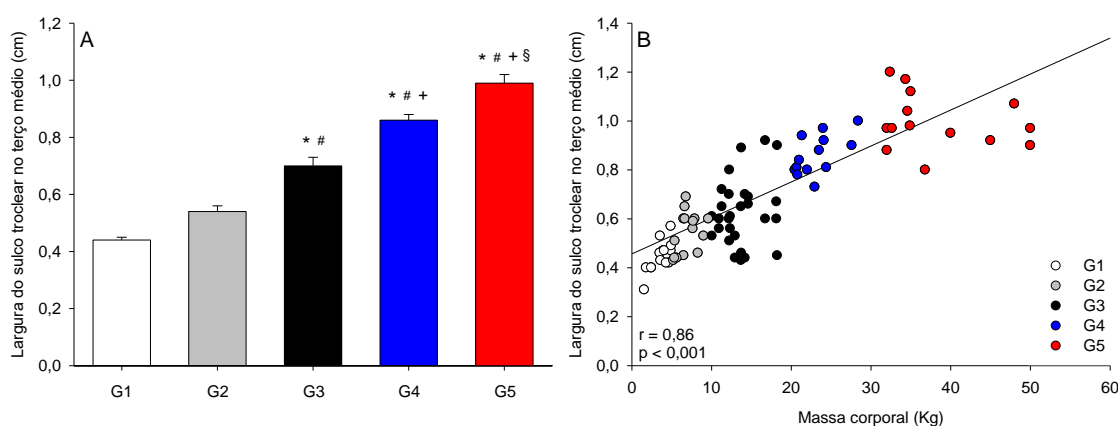 Largura do sulco troclear no terço médio (cm)
1,2
1,0
0,8
0,6
0,4
0,2
0,0
A
* #
* # +
* # + §
G1 G2 G3 G4 G5
Largura do sulco troclear no terço médio (cm)
1,4
1,2
1,0
0,8
0,6
0,4
0,2
0,0
B
G1
G2
G3
G4
G5
r = 0,86
p < 0,001
0 10 20 30 40 50 60
Massa corporal (Kg)